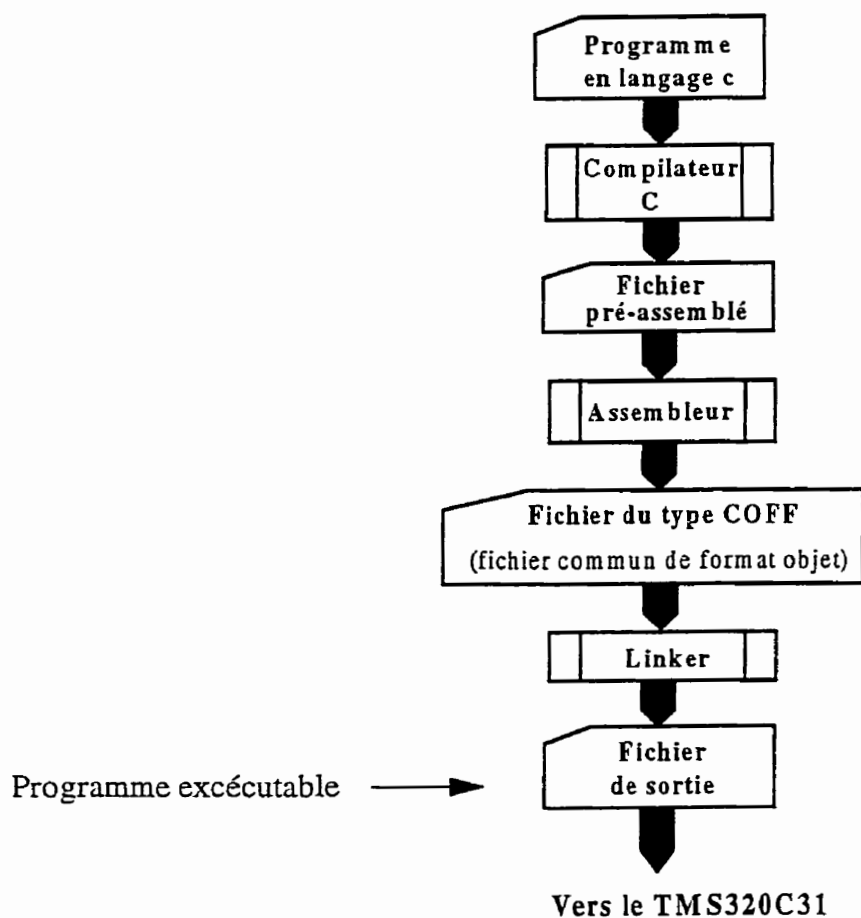 Programme
en langage c
Compilateur
C
Fichier
pré-assemblé
Assembleur
Fichier du type COFF
(fichier commun de format objet)
Linker
Fichier
de sortie
Programme excécutable
Vers le TMS320C31